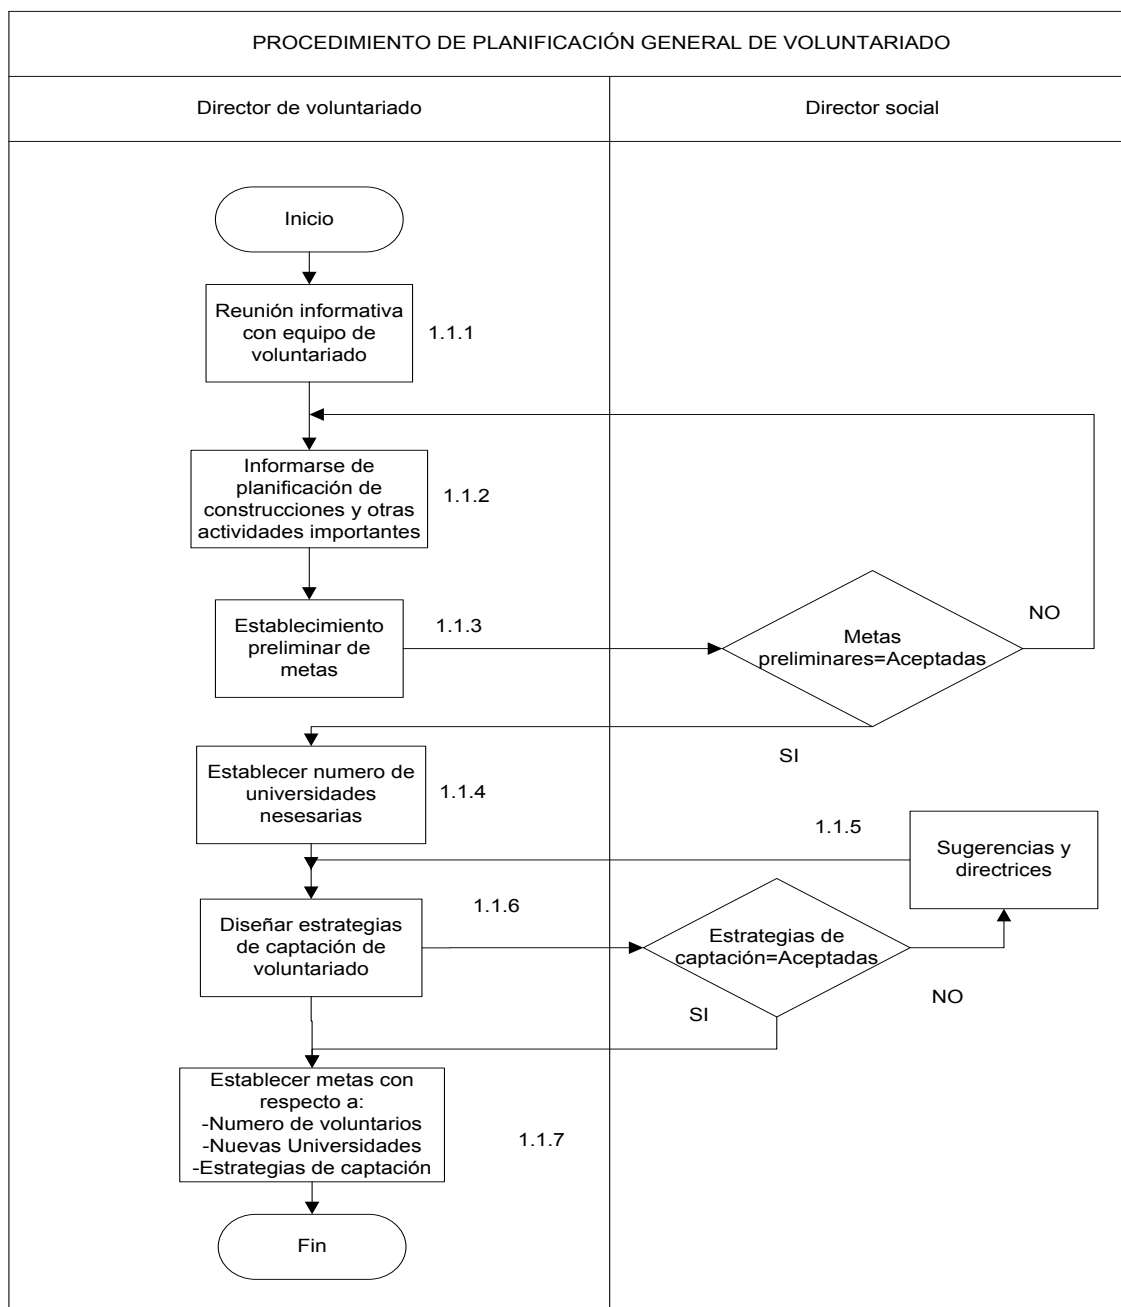 PROCEDIMIENTO DE PLANIFICACIÓN GENERAL DE VOLUNTARIADO
Director de voluntariado
Director social
Inicio
Reunión informativa
con equipo de
voluntariado
1.1.1
Informarse de
planificación de
construcciones y otras
actividades importantes
1.1.2
Establecimiento
preliminar de
metas
1.1.3
Metas
preliminares=Aceptadas
NO
SI
Establecer numero de
universidades
nesesarias
1.1.4
1.1.5
Sugerencias y
directrices
Diseñar estrategias
de captación de
voluntariado
1.1.6
Estrategias de
captación=Aceptadas
NO
SI
Establecer metas con
respecto a:
-Numero de voluntarios
-Nuevas Universidades
-Estrategias de captación
1.1.7
Fin